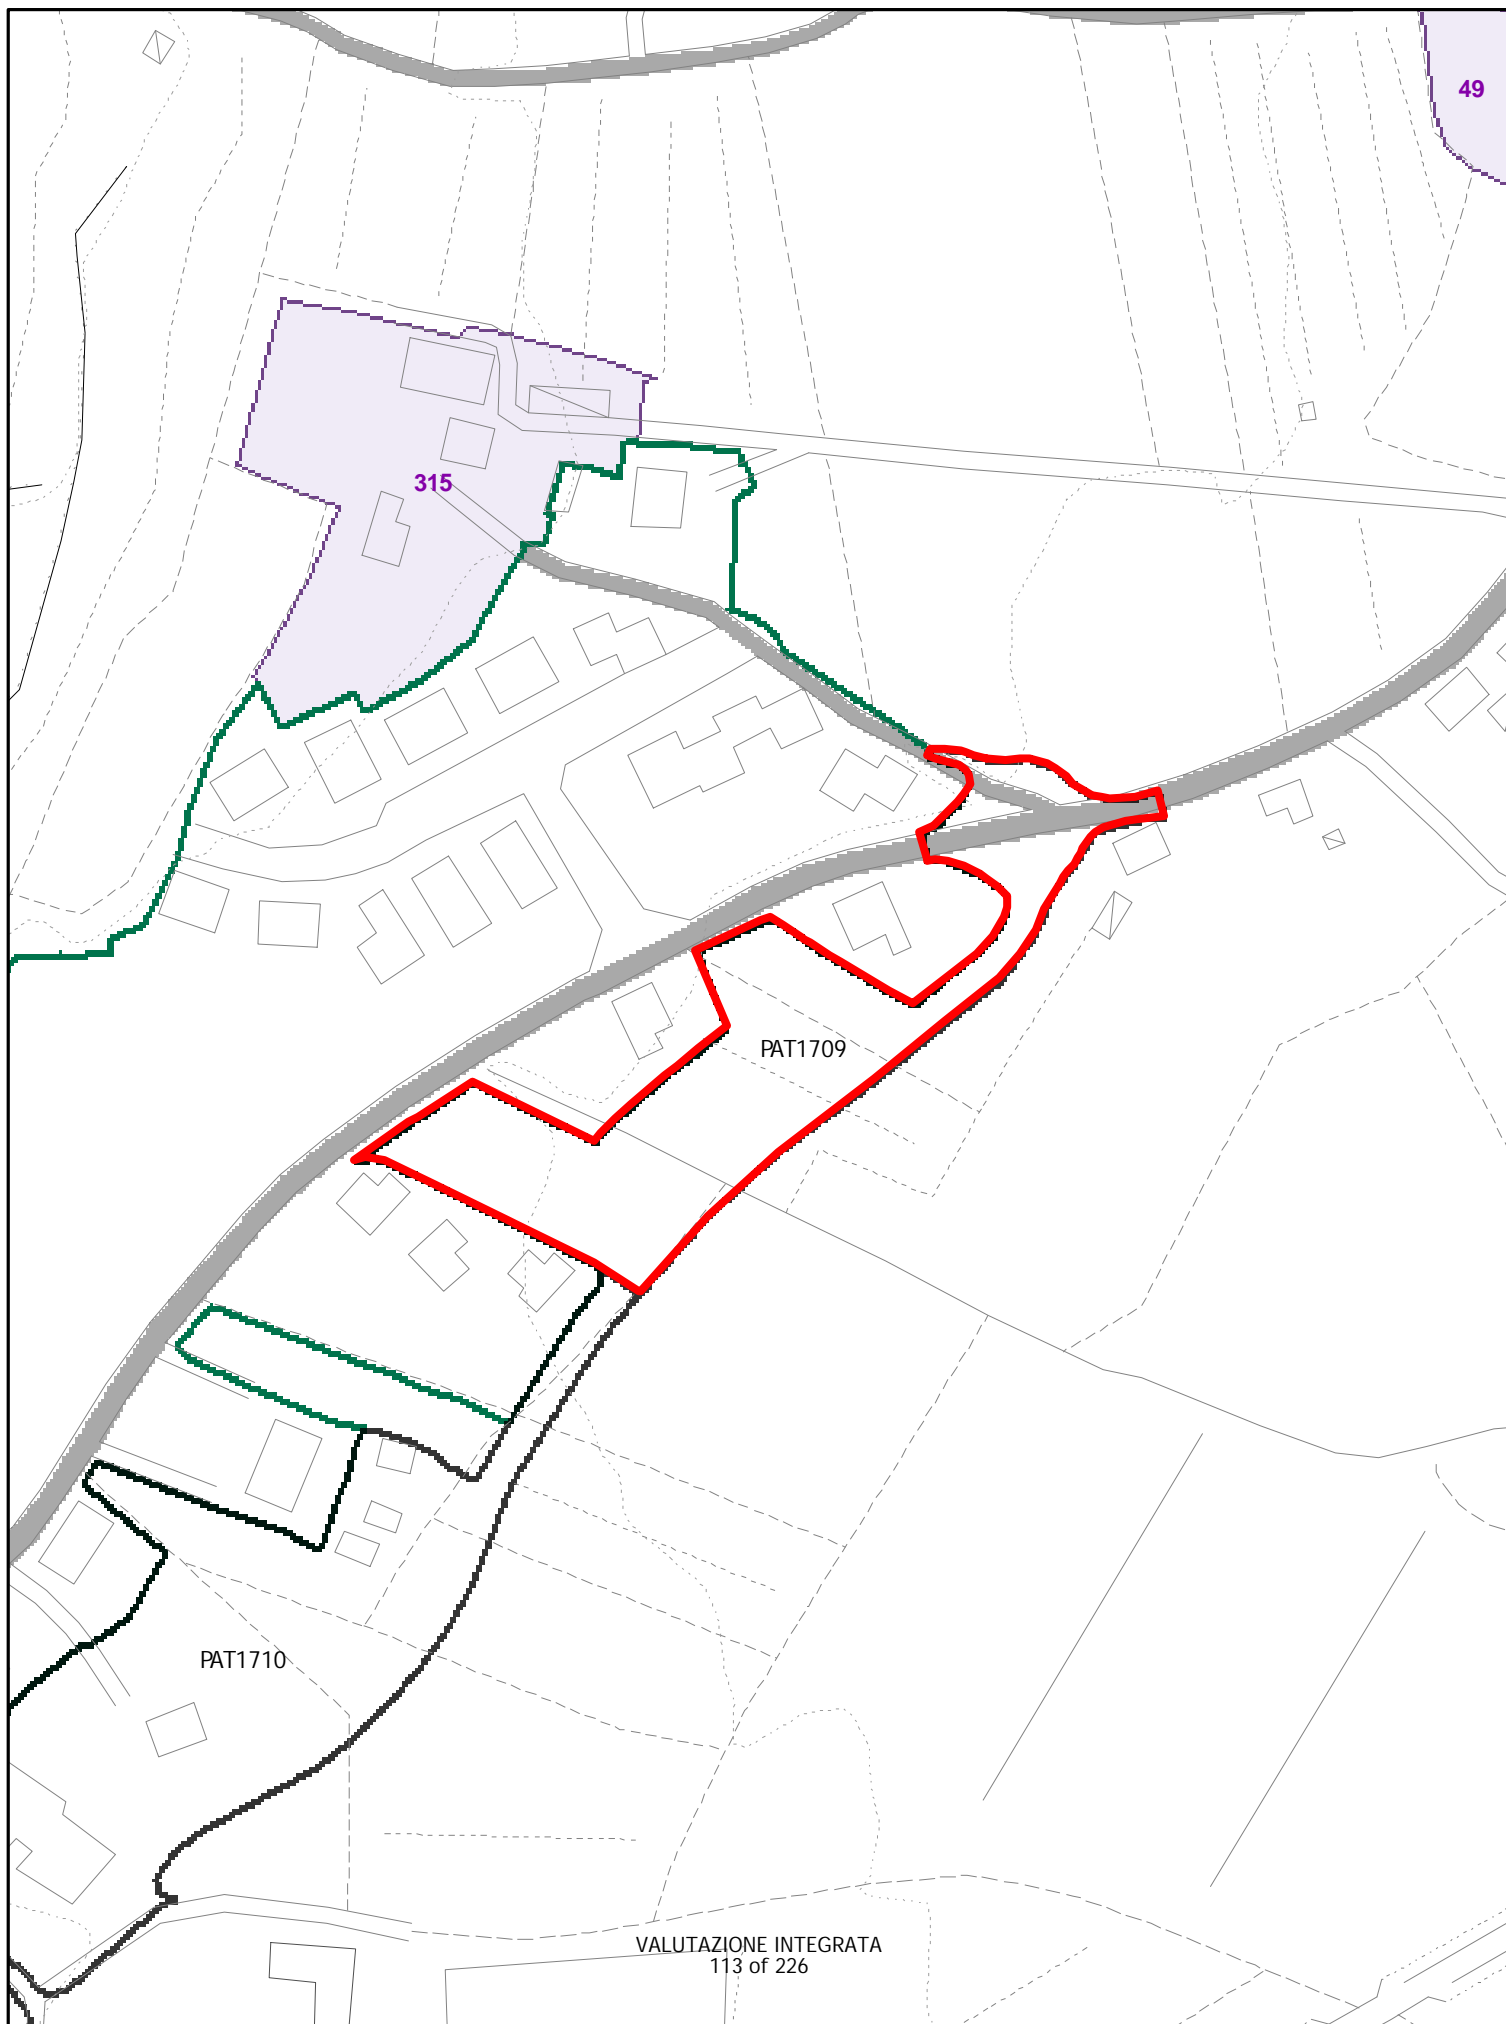 49
315
PAT1709
PAT1710
VALUTAZIONE INTEGRATA
113 of 226